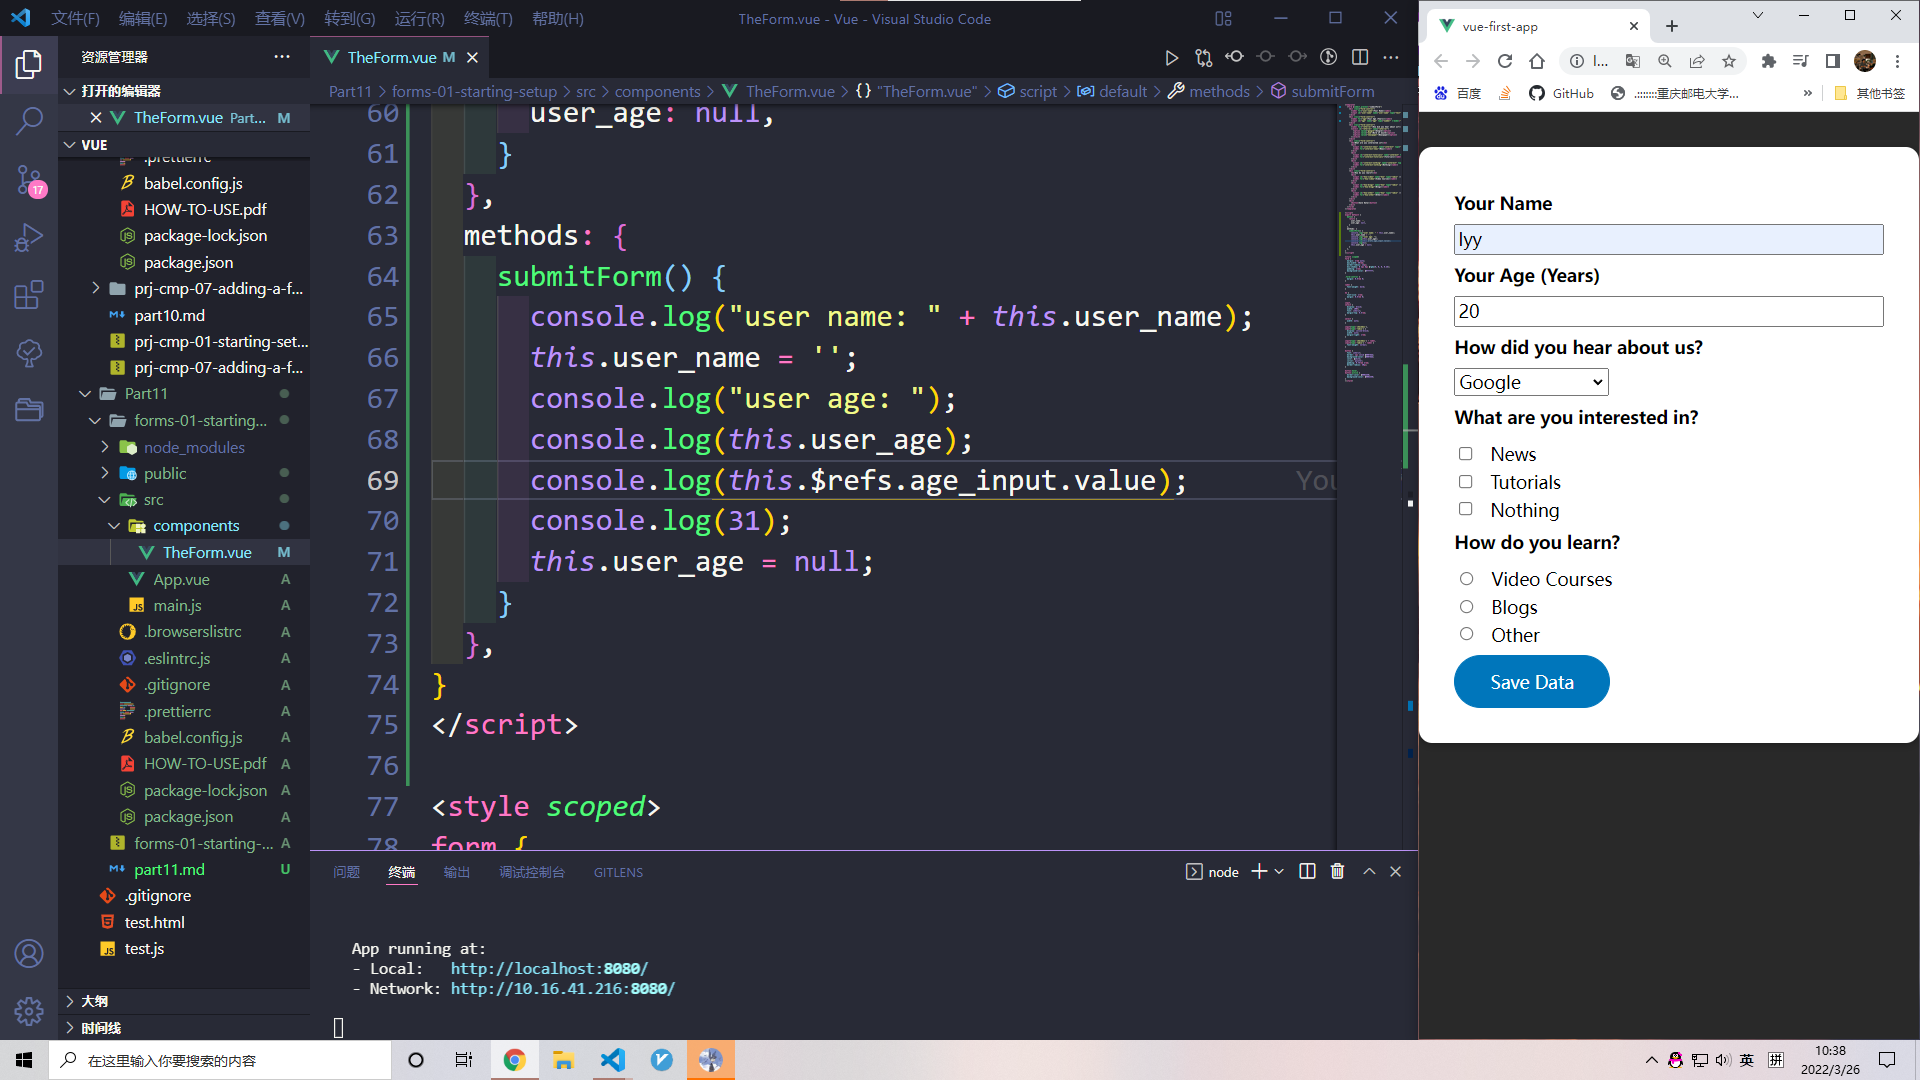 文件(F) 编辑(E) 选择(S) 查看(V) 转到(G) 运行(R) 终端(T) 帮助(H)
TheForm.vue - Vue - Visual Studio Code
资源管理器
打开的编辑器
TheForm.vue Part... M
VUE
.prettierrc
babel.config.js
HOW-TO-USE.pdf
package-lock.json
package.json
prj-cmp-07-adding-a-f...
part10.md
prj-cmp-01-starting-set...
prj-cmp-07-adding-a-f...
Part11
forms-01-starting...
node_modules
public
src
components
TheForm.vue M
App.vue A
main.js A
.browserslistrc A
.eslintrc.js A
.gitignore A
.prettierrc A
babel.config.js A
HOW-TO-USE.pdf A
package-lock.json A
package.json A
forms-01-starting-... A
part11.md U
.gitignore
test.html
test.js
大纲
时间线
17
TheForm.vue M
Part11 > forms-01-starting-setup > src > components > TheForm.vue > {} "TheForm.vue" > script > default > methods > submitForm
60 user_age: null,
61 }
62 },
63 methods: {
64 submitForm() {
65 console.log("user name: " + this.user_name);
66 this.user_name = '';
67 console.log("user age: ");
68 console.log(this.user_age);
69 console.log(this.$refs.age_input.value); You
70 console.log(31);
71 this.user_age = null;
72 }
73 },
74 }
75 </script>
76
77 <style scoped>
78 form {
问题 终端 输出 调试控制台 GITLENS
node
App running at:
- Local: http://localhost:8080/
- Network: http://10.16.41.216:8080/
vue-first-app
l...
百度
GitHub
.:::::::重庆邮电大学...
»
其他书签
Your Name
lyy
Your Age (Years)
20
How did you hear about us?
Google
What are you interested in?
News
Tutorials
Nothing
How do you learn?
Video Courses
Blogs
Other
Save Data
在这里输入你要搜索的内容
英
拼
10:38
2022/3/26